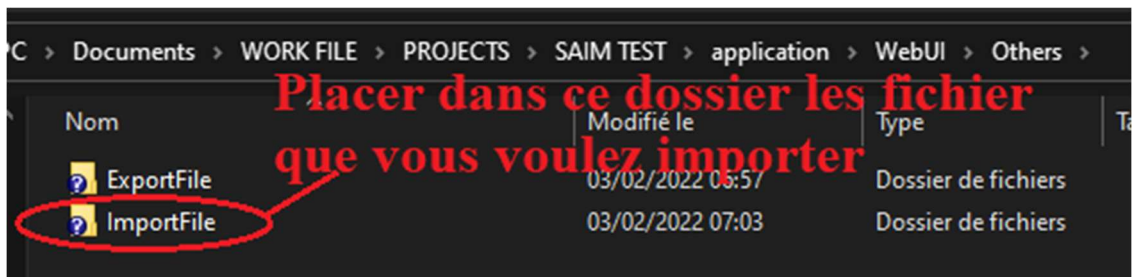 PC > Documents > WORK FILE > PROJECTS > SAIM TEST > application > WebUI > Others >
Placer dans ce dossier les fichier
Nom Modifié le Type
que vous voulez importer
ExportFile 03/02/2022 06:57 Dossier de fichiers
ImportFile 03/02/2022 07:03 Dossier de fichiers